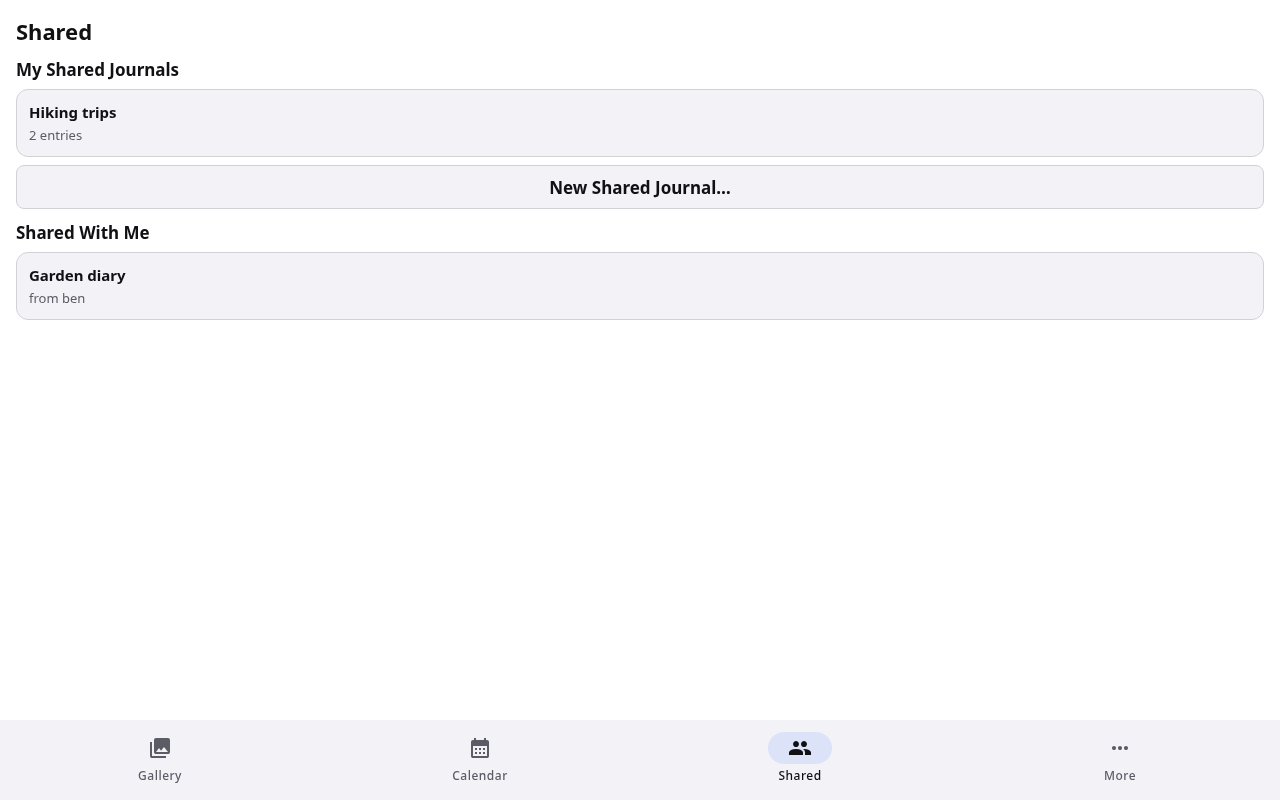 Shared
My Shared Journals
Hiking trips
2 entries
New Shared Journal...
Shared With Me
Garden diary
from ben
Gallery
Calendar
Shared
More